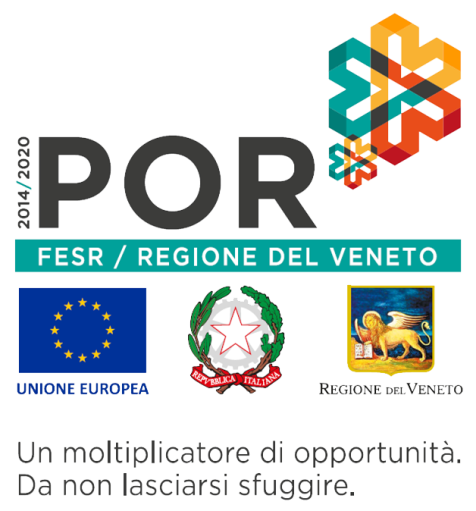 2014/2020
POR
FESR / REGIONE DEL VENETO
UNIONE EUROPEA
REPVBBLICA ITALIANA
REGIONE DEL VENETO
Un moltiplicatore di opportunità.
Da non lasciarsi sfuggire.